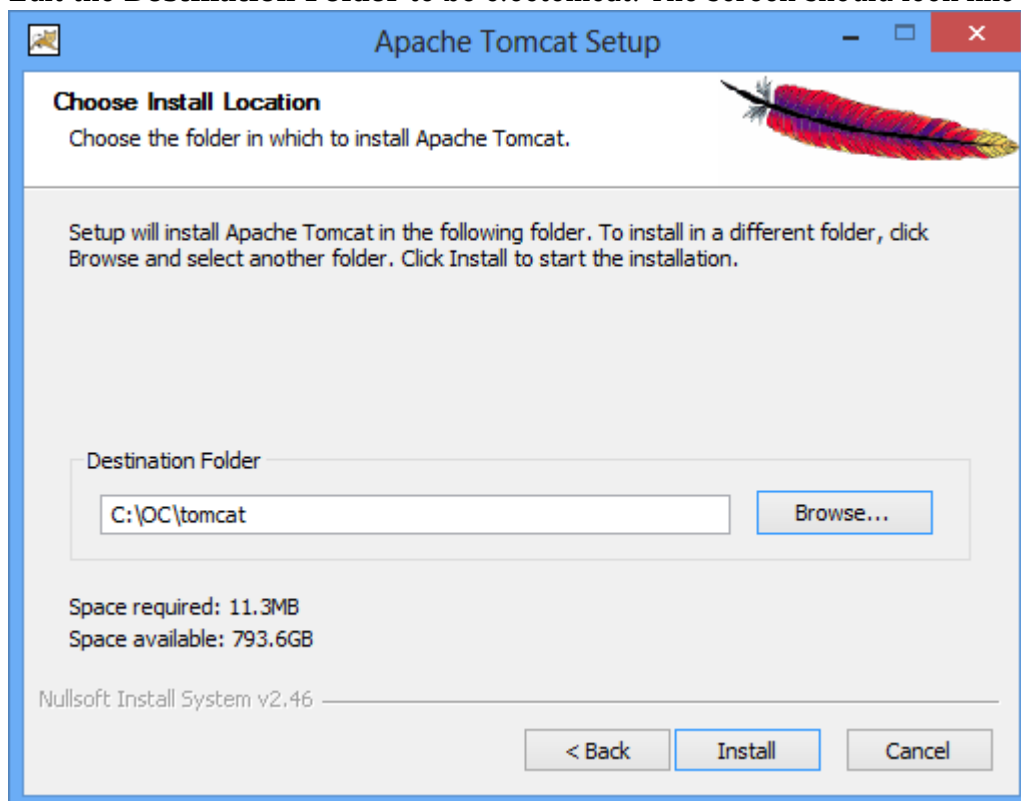 Apache Tomcat Setup
Choose Install Location
Choose the folder in which to install Apache Tomcat.
Setup will install Apache Tomcat in the following folder. To install in a different folder, click
Browse and select another folder. Click Install to start the installation.
Destination Folder
C:\OC\tomcat
Browse...
Space required: 11.3MB
Space available: 793.6GB
Nullsoft Install System v2.46
< Back
Install
Cancel